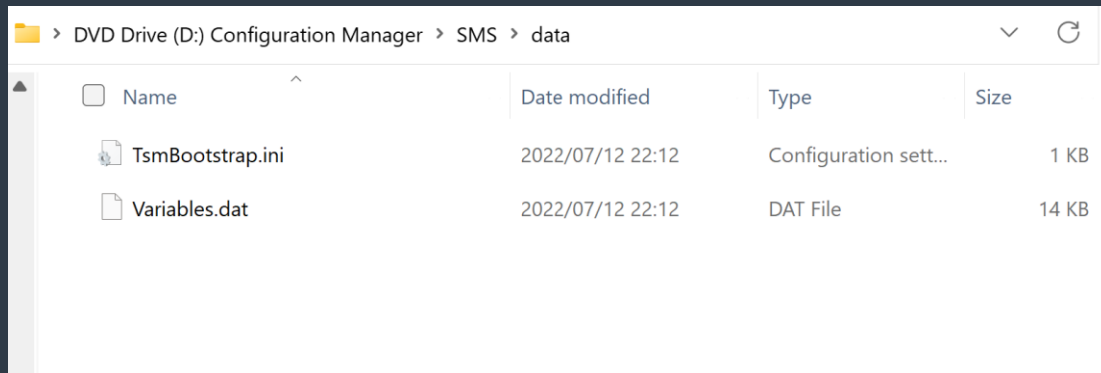 DVD Drive (D:) Configuration Manager > SMS > data
Name Date modified Type Size
TsmBootstrap.ini 2022/07/12 22:12 Configuration sett... 1 KB
Variables.dat 2022/07/12 22:12 DAT File 14 KB